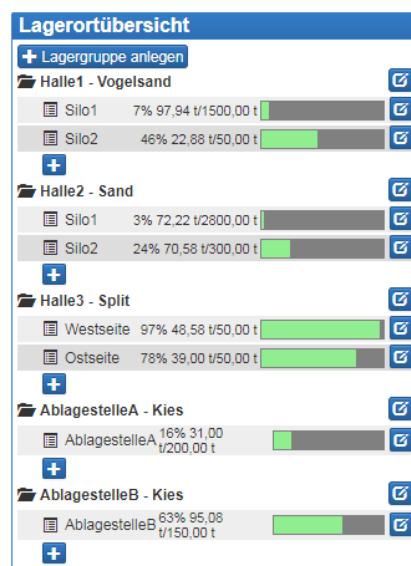 Lagerortübersicht
Lagergruppe anlegen
Halle1 - Vogelsand
Silo1 7% 97,94 t/1500,00 t
Silo2 46% 22,88 t/50,00 t
Halle2 - Sand
Silo1 3% 72,22 t/2800,00 t
Silo2 24% 70,58 t/300,00 t
Halle3 - Split
Westseite 97% 48,58 t/50,00 t
Ostseite 78% 39,00 t/50,00 t
AblagestelleA - Kies
AblagestelleA 16% 31,00
t/200,00 t
AblagestelleB - Kies
AblagestelleB 63% 95,08
t/150,00 t